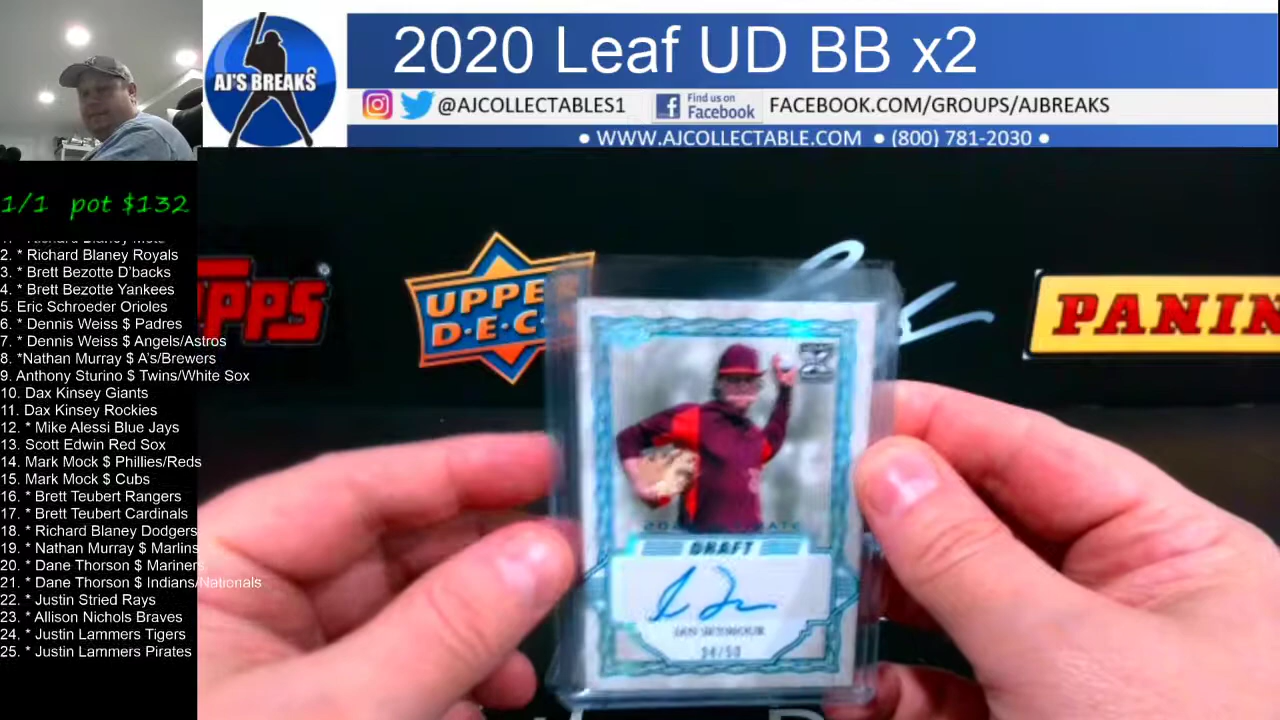 2020 Leaf UD BB x2
AJ'S BREAKS
@AJCOLLECTABLES1
Find us on
Facebook
FACEBOOK.COM/GROUPS/AJBREAKS
● WWW.AJCOLLECTABLE.COM ● (800) 781-2030 ●
1/1 pot $132
2. * Richard Blaney Royals
3. * Brett Bezotte D'backs
4. * Brett Bezotte Yankees
5. Eric Schroeder Orioles
6. * Dennis Weiss $ Padres
7. * Dennis Weiss $ Angels/Astros
8. *Nathan Murray $ A's/Brewers
9. Anthony Sturino $ Twins/White Sox
10. Dax Kinsey Giants
11. Dax Kinsey Rockies
12. * Mike Alessi Blue Jays
13. Scott Edwin Red Sox
14. Mark Mock $ Phillies/Reds
15. Mark Mock $ Cubs
16. * Brett Teubert Rangers
17. * Brett Teubert Cardinals
18. * Richard Blaney Dodgers
19. * Nathan Murray $ Marlins
20. * Dane Thorson $ Mariners
21. * Dane Thorson $ Indians/Nationals
22. * Justin Stried Rays
23. * Allison Nichols Braves
24. * Justin Lammers Tigers
25. * Justin Lammers Pirates
OPPS
UPPE
D·E·C
PANIN
DRAFT
IAN SEYMOUR